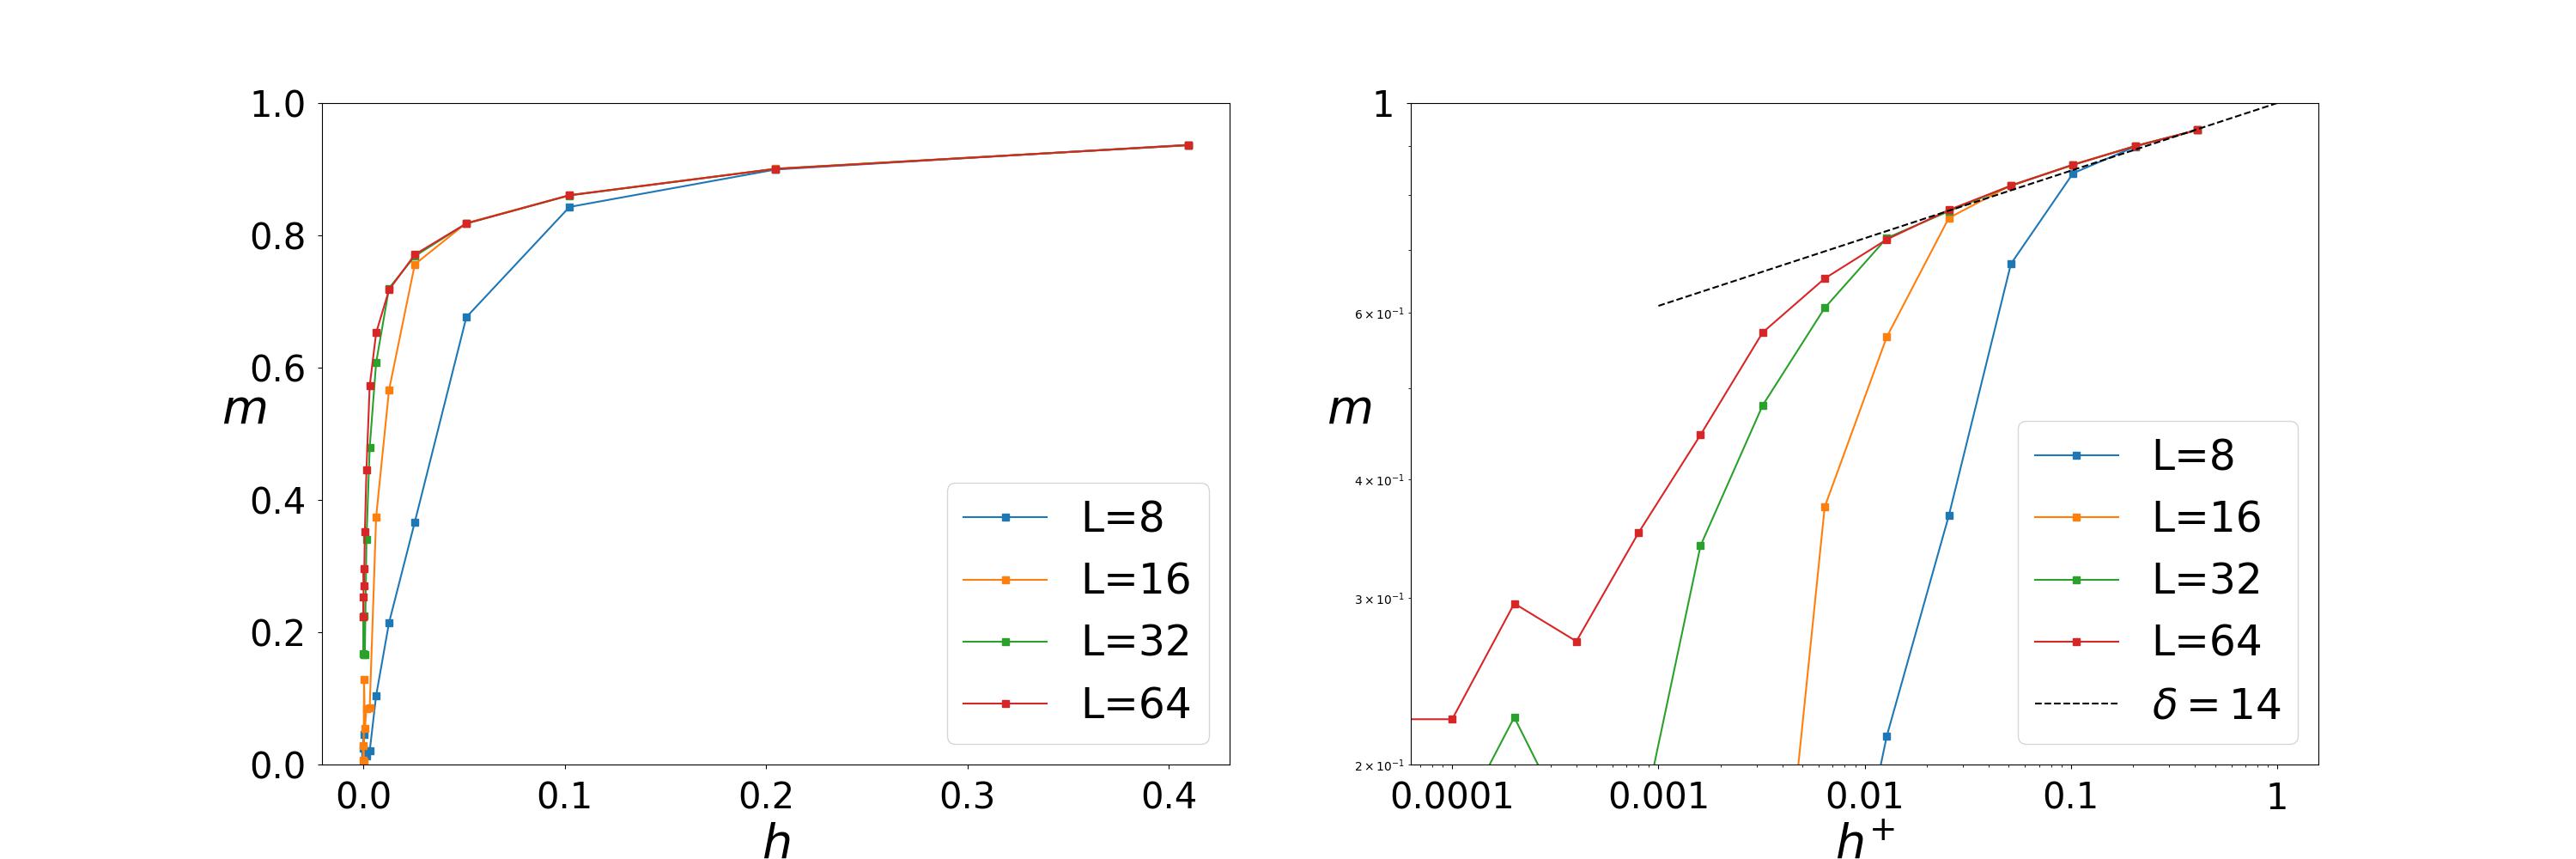 1.0
0.8
0.6
0.4
0.2
0.0
m
0.0 0.1 0.2 0.3 0.4
h
L=8
L=16
L=32
L=64
1
6 × 10⁻¹
4 × 10⁻¹
3 × 10⁻¹
2 × 10⁻¹
m
0.0001 0.001 0.01 0.1 1
h⁺
L=8
L=16
L=32
L=64
δ = 14